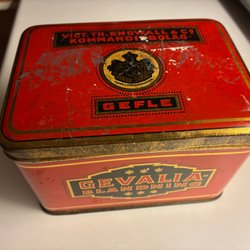 VICT. TH. ENGWALL & Co
KOMMANDITBOLAG
GEFLE
GEVALIA
BLANDNING